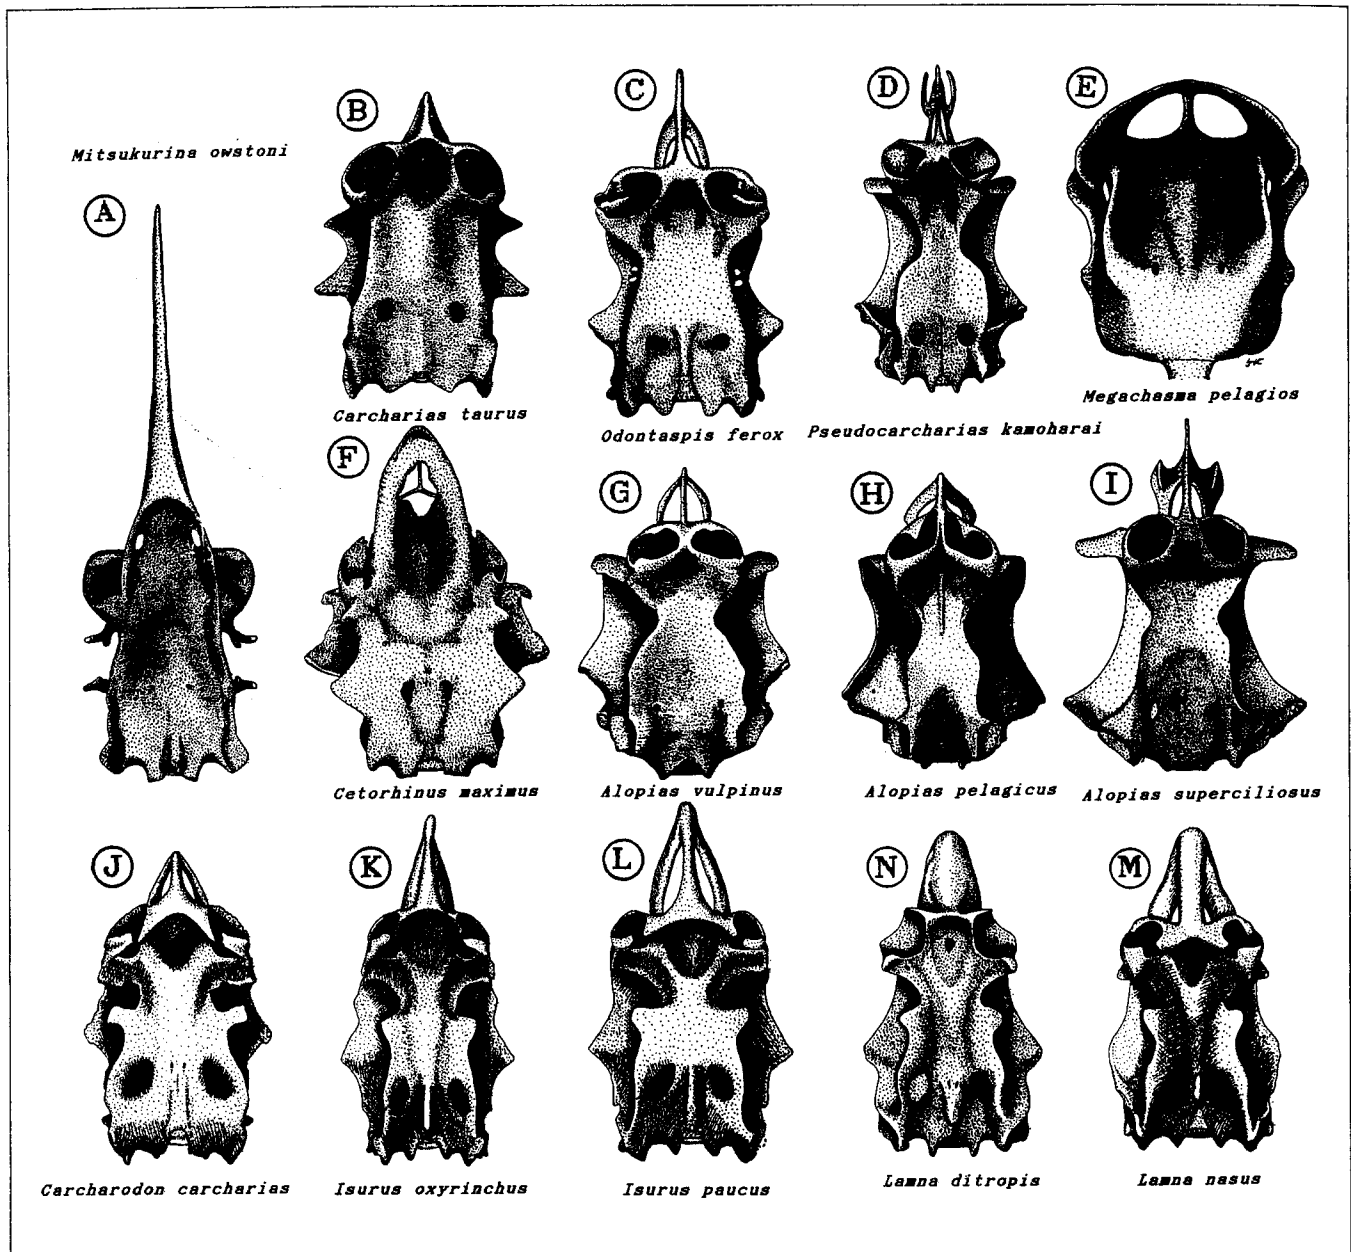 Mitsukurina owstoni
A
B
Carcharias taurus
C
Odontaspis ferox
D
Pseudocarcharias kamoharai
E
Megachasma pelagios
F
Cetorhinus maximus
G
Alopias vulpinus
H
Alopias pelagicus
I
Alopias superciliosus
J
Carcharodon carcharias
K
Isurus oxyrinchus
L
Isurus paucus
N
Lamna ditropis
M
Lamna nasus